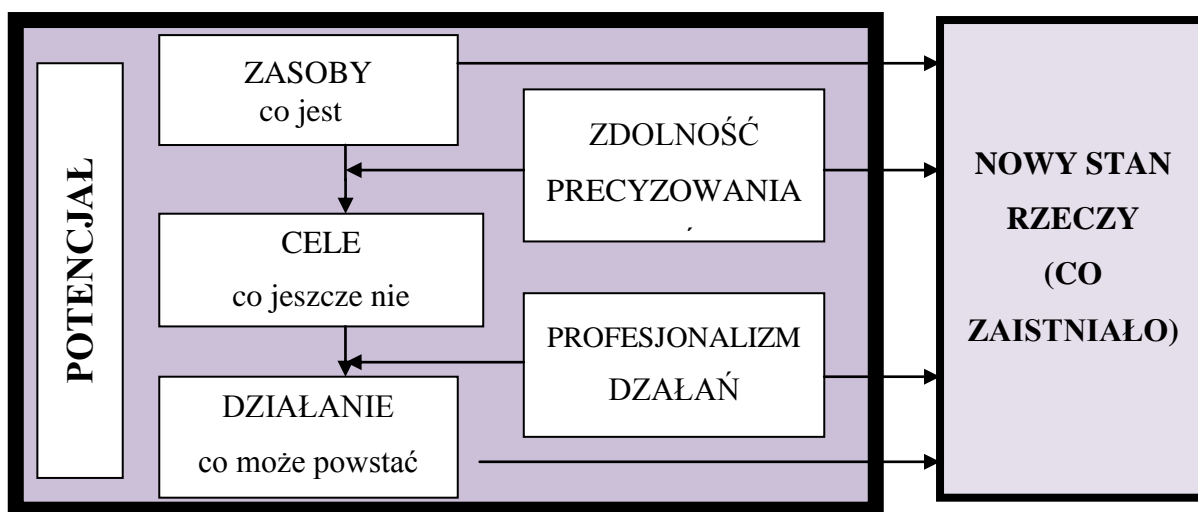 POTENCJAŁ
ZASOBY
co jest
ZDOLNOŚĆ
PRECYZOWANIA
CELE
co jeszcze nie
PROFESJONALIZM
DZAŁAŃ
DZIAŁANIE
co może powstać
NOWY STAN
RZECZY
(CO
ZAISTNIAŁO)